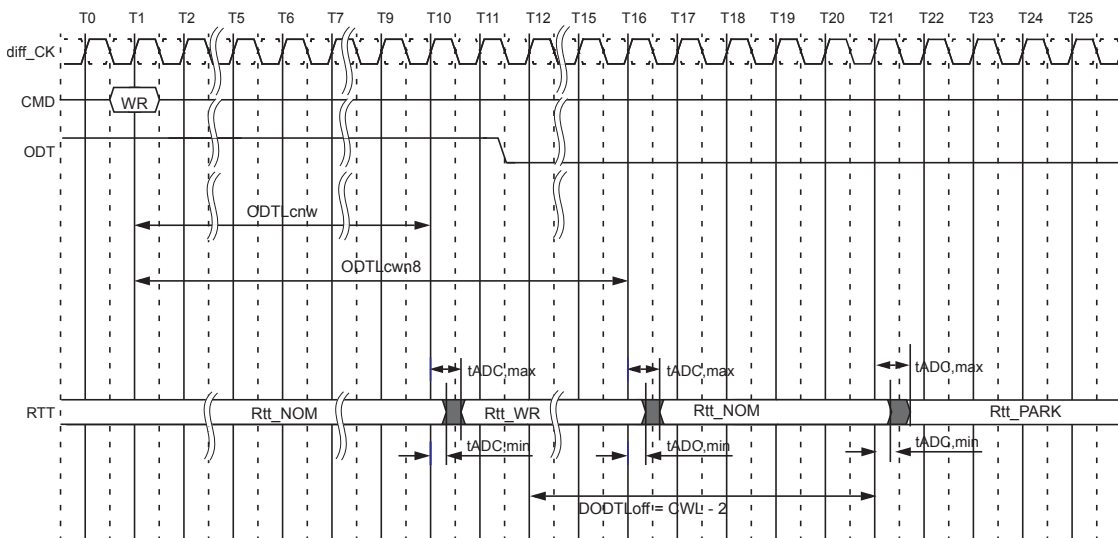 T0 T1 T2 T5 T6 T7 T9 T10 T11 T12 T15 T16 T17 T18 T19 T20 T21 T22 T23 T24 T25
diff_CK
CMD
WR
ODT
ODTLcnw
ODTLcwn8
tADC,max tADC,max tADC,max
RTT
Rtt_NOM Rtt_WR Rtt_NOM Rtt_PARK
tADC,min tADC,min tADC,min
DODTLoff = CWL - 2